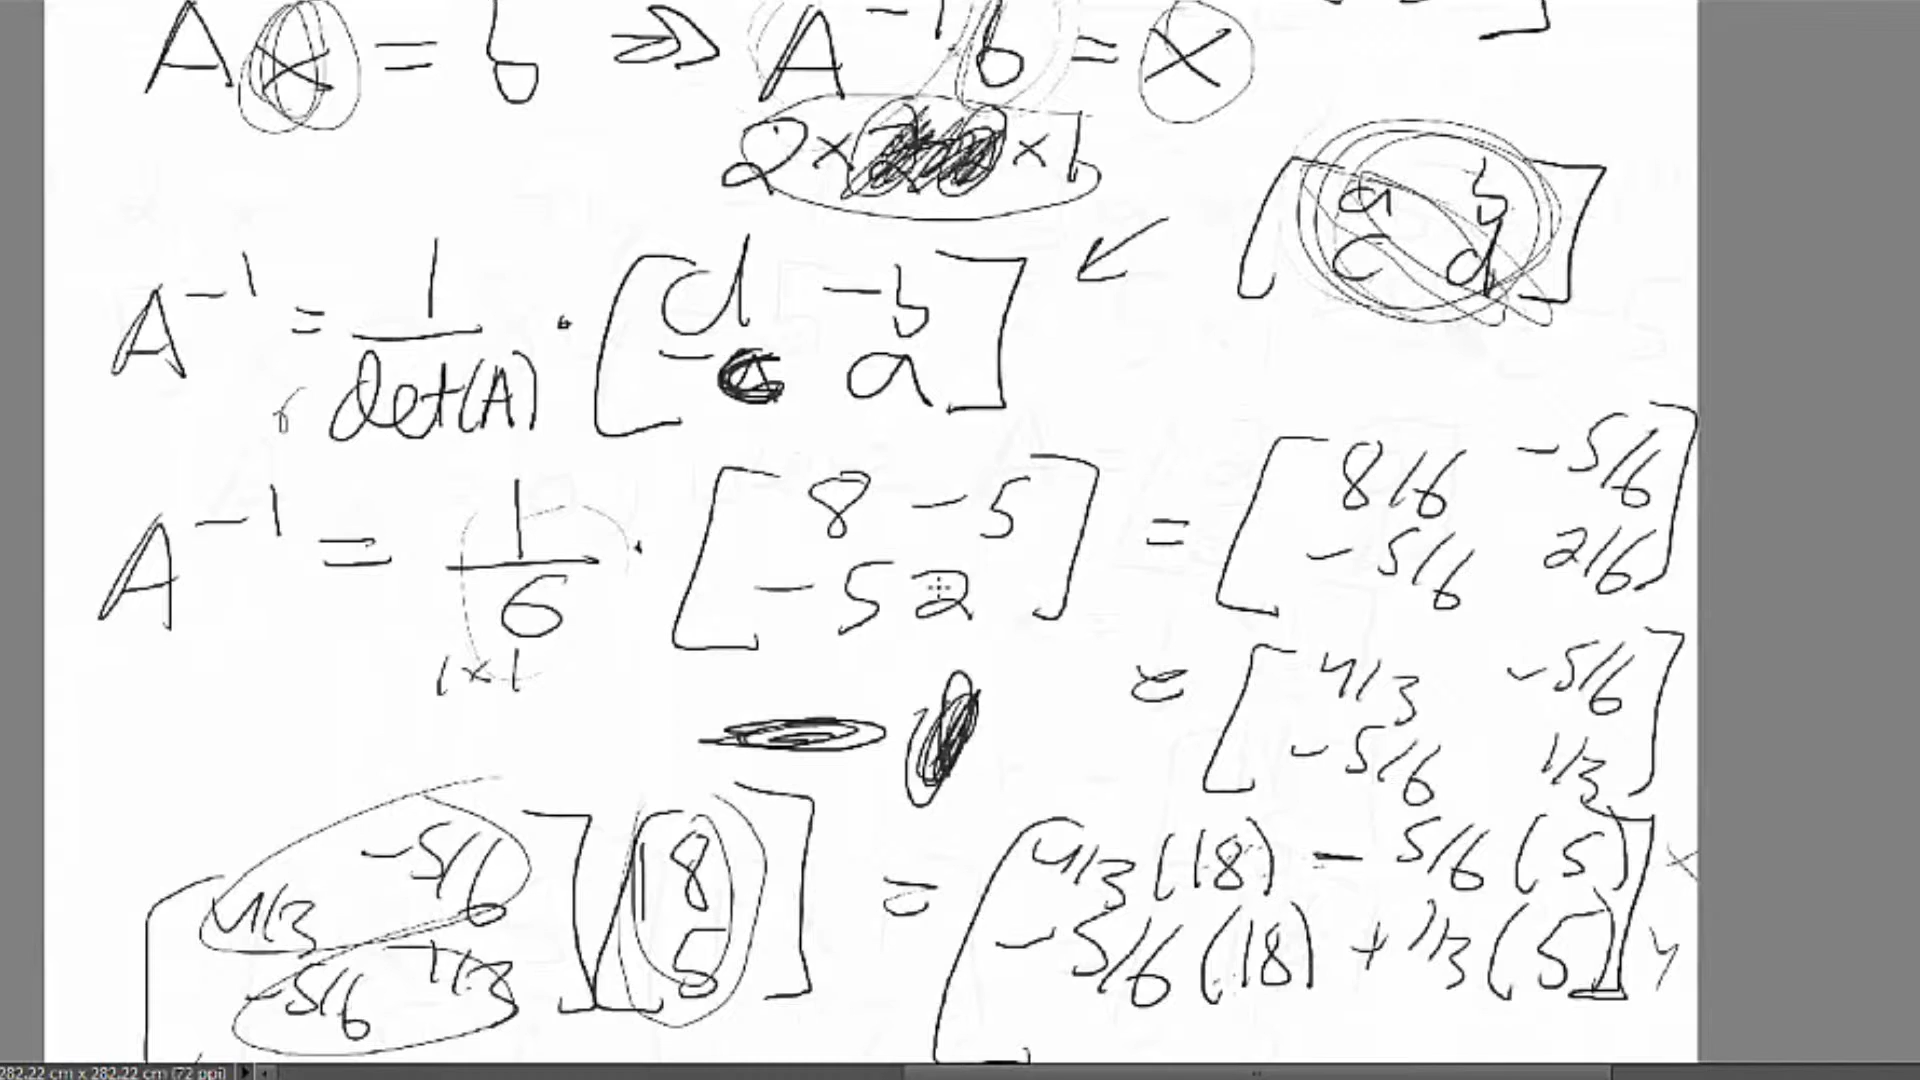 Ax = b ⇒ A⁻¹b = x
2 × × 1
[a b
c d]
A⁻¹ = 1/det(A) · [d -b
-c a]
A⁻¹ = 1/6 · [8 -5
-5 2] = [8/6 -5/6
-5/6 2/6]
1×1
= [4/3 -5/6
-5/6 1/3]
[4/3 -5/6
-5/6 1/3] [18
5] = [4/3(18) - 5/6(5)
-5/6(18) + 1/3(5)]
x
y
282.22 cm x 282.22 cm (72 ppi)